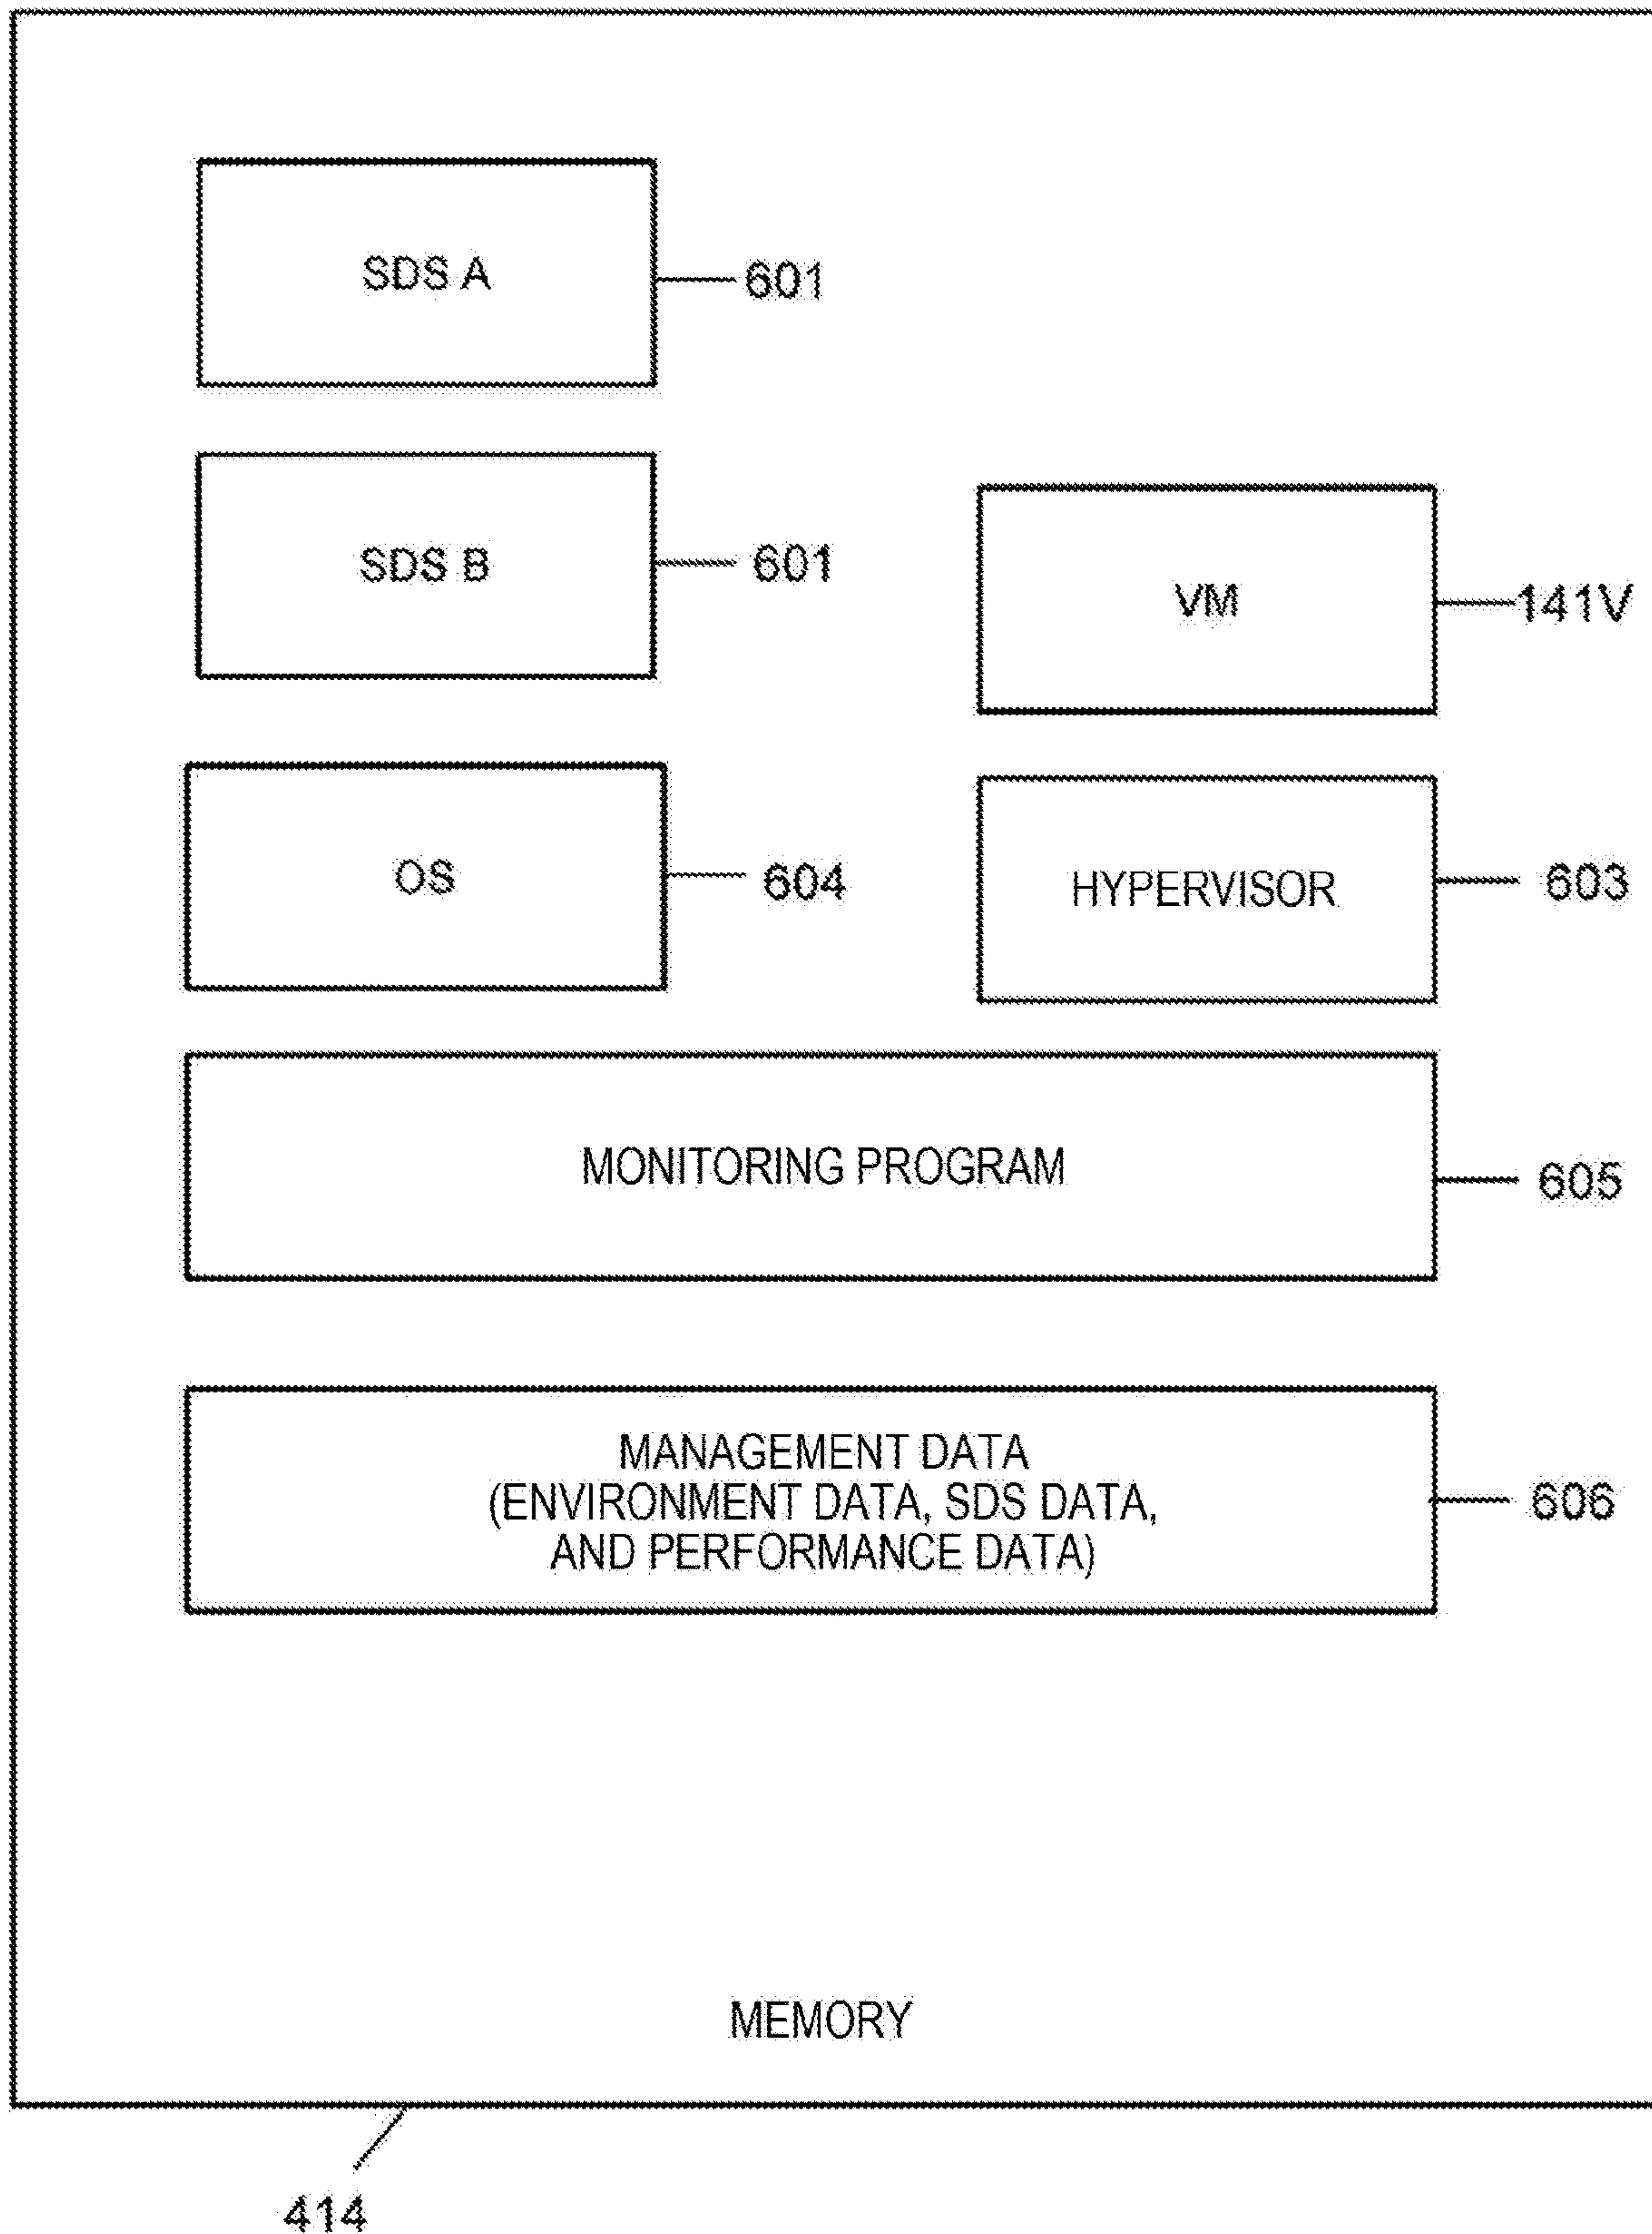 SDS A
601
SDS B
601
VM
141V
OS
604
HYPERVISOR
603
MONITORING PROGRAM
605
MANAGEMENT DATA
(ENVIRONMENT DATA, SDS DATA,
AND PERFORMANCE DATA)
606
MEMORY
414